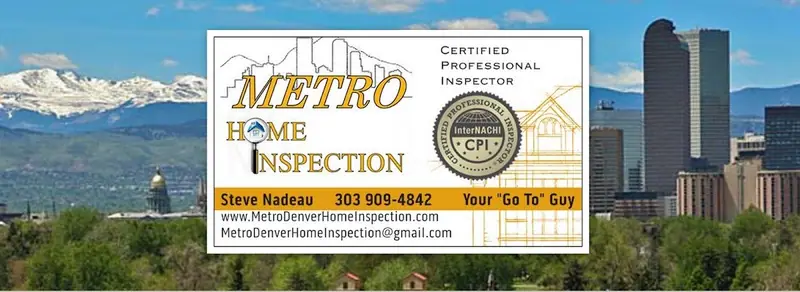 METRO
HOME
INSPECTION
CERTIFIED
PROFESSIONAL
INSPECTOR
CERTIFIED PROFESSIONAL INSPECTOR
InterNACHI
CPI
Steve Nadeau 303 909-4842 Your "Go To" Guy
www.MetroDenverHomeInspection.com
MetroDenverHomeInspection@gmail.com